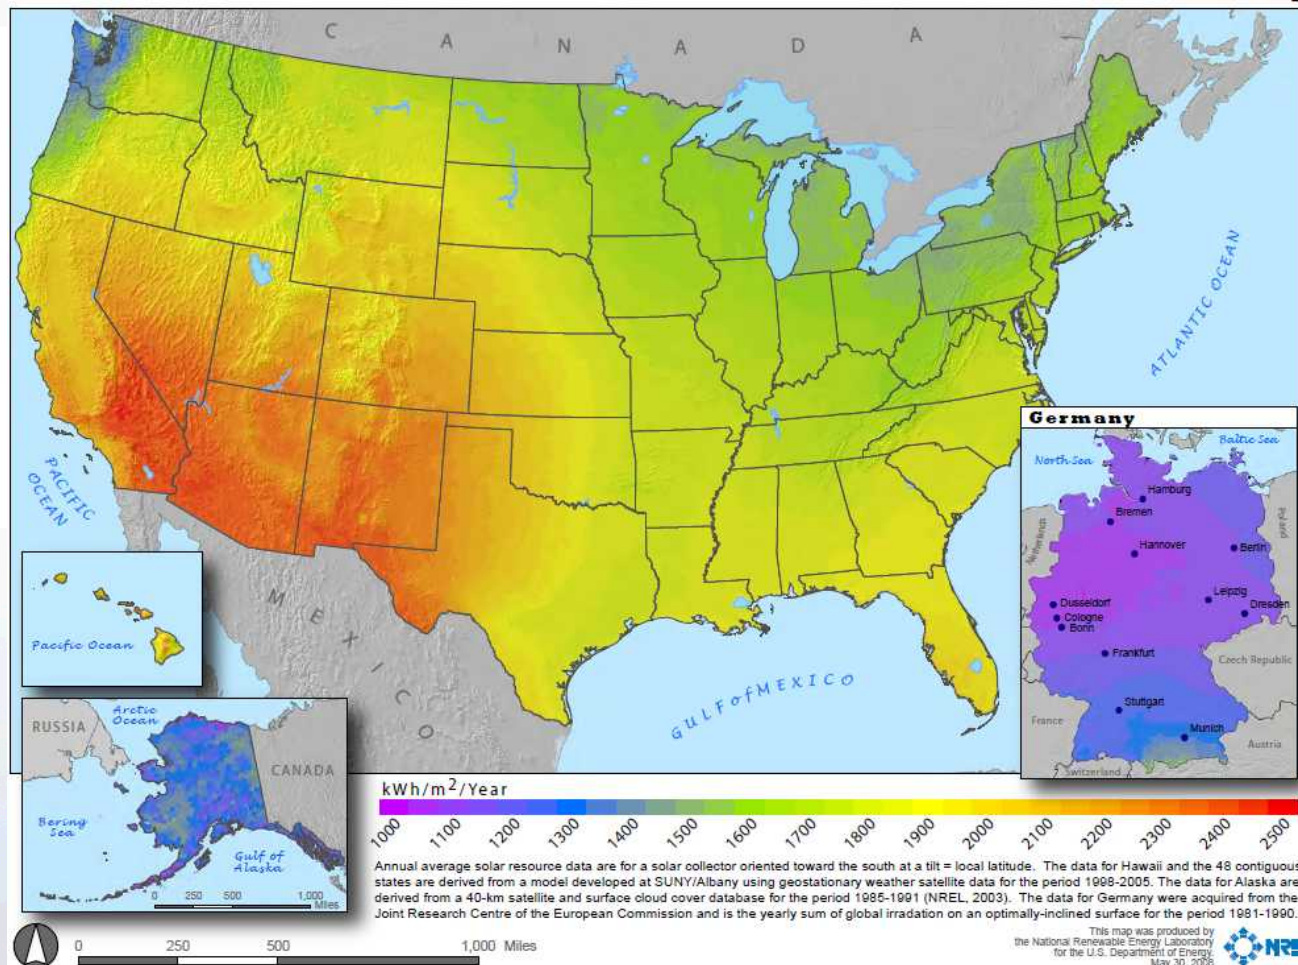 C A N A D A
ATLANTIC OCEAN
PACIFIC
OCEAN
MEXICO
GULF of MEXICO
Pacific Ocean
RUSSIA
Arctic
Ocean
CANADA
Bering
Sea
Gulf of
Alaska
0 250 500 1,000
Miles
Germany
Baltic Sea
North Sea
Hamburg
Bremen
Netherlands
Poland
Hannover
Berlin
Leipzig
Dusseldorf
Dresden
Cologne
Bonn
Frankfurt
Czech Republic
Stuttgart
France
Munich
Austria
Switzerland
kWh/m2/Year
1000 1100 1200 1300 1400 1500 1600 1700 1800 1900 2000 2100 2200 2300 2400 2500
Annual average solar resource data are for a solar collector oriented toward the south at a tilt = local latitude. The data for Hawaii and the 48 contiguous
states are derived from a model developed at SUNY/Albany using geostationary weather satellite data for the period 1998-2005. The data for Alaska are
derived from a 40-km satellite and surface cloud cover database for the period 1985-1991 (NREL, 2003). The data for Germany were acquired from the
Joint Research Centre of the European Commission and is the yearly sum of global irradation on an optimally-inclined surface for the period 1981-1990.
This map was produced by
the National Renewable Energy Laboratory
for the U.S. Department of Energy.
May 30, 2008
0 250 500 1,000 Miles